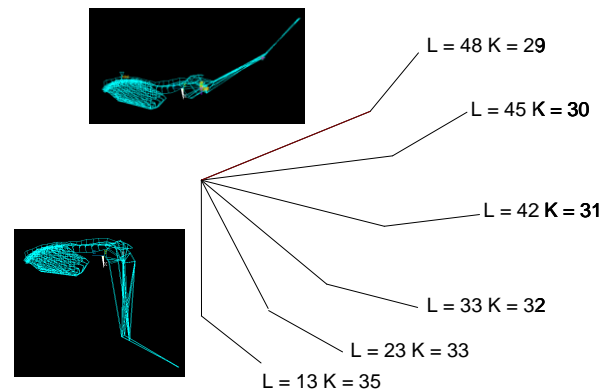 L = 48 K = 29
L = 45 K = 30
L = 42 K = 31
L = 33 K = 32
L = 23 K = 33
L = 13 K = 35